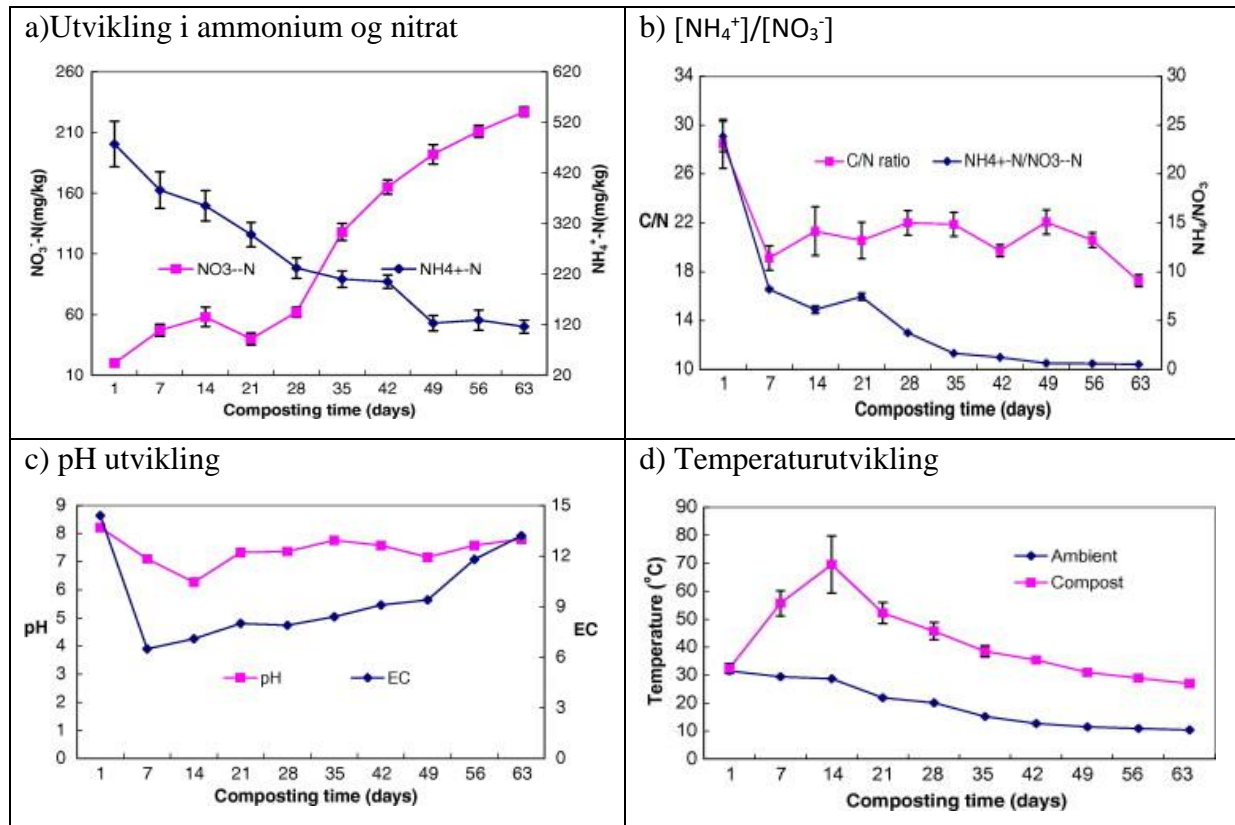 a)Utvikling i ammonium og nitrat
260
210
160
110
60
10
NO₃⁻-N(mg/kg)
620
520
420
320
220
120
20
NH₄⁺-N(mg/kg)
NO3--N
NH4+-N
1 7 14 21 28 35 42 49 56 63
Composting time (days)
b) [NH₄⁺]/[NO₃⁻]
34
30
26
22
18
14
10
C/N
30
25
20
15
10
5
0
NH4/NO3
C/N ratio
NH4+-N/NO3--N
1 7 14 21 28 35 42 49 56 63
Composting time (days)
c) pH utvikling
9
8
7
6
5
4
3
2
1
0
pH
15
12
9
6
3
0
EC
pH
EC
1 7 14 21 28 35 42 49 56 63
Composting time (days)
d) Temperaturutvikling
90
80
70
60
50
40
30
20
10
0
Temperature (°C)
Ambient
Compost
1 7 14 21 28 35 42 49 56 63
Composting time (days)